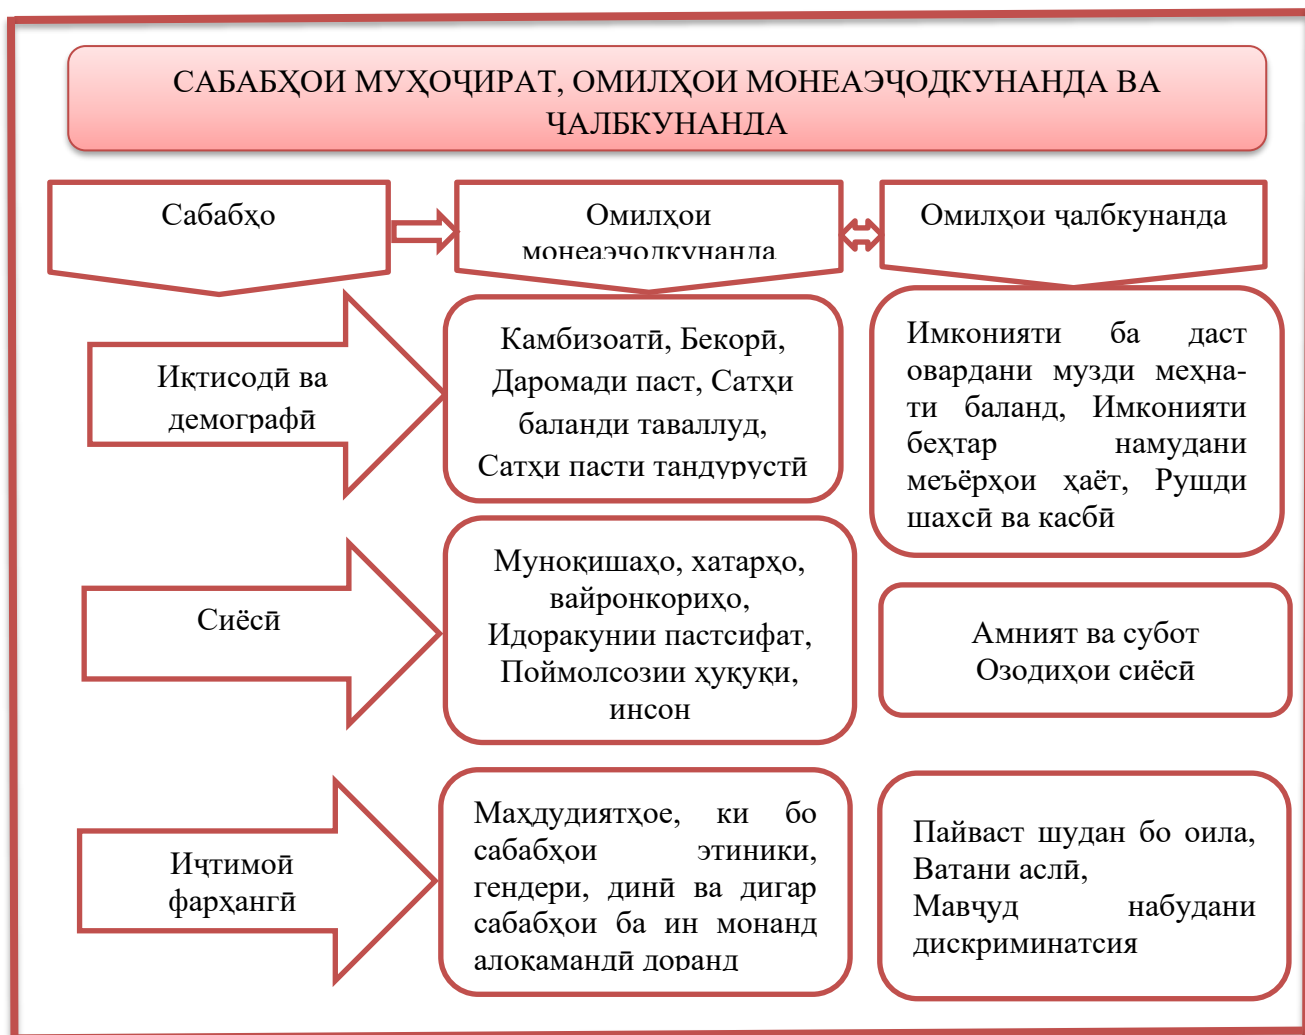 САБАБҲОИ МУҲОҶИРАТ, ОМИЛҲОИ МОНЕАЭҶОДКУНАНДА ВА
ҶАЛБКУНАНДА
Сабабҳо
Омилҳои
монеаэҷодкунанда
Омилҳои ҷалбкунанда
Иқтисодӣ ва
демографӣ
Камбизоатӣ, Бекорӣ,
Даромади паст, Сатҳи
баланди таваллуд,
Сатҳи пасти тандурустӣ
Имконияти ба даст
овардани музди меҳна-
ти баланд, Имконияти
беҳтар намудани
меъёрҳои ҳаёт, Рушди
шахсӣ ва касбӣ
Сиёсӣ
Муноқишаҳо, хатарҳо,
вайронкориҳо,
Идоракунии пастсифат,
Поймолсозии ҳуқуқи,
инсон
Амният ва субот
Озодиҳои сиёсӣ
Иҷтимоӣ
фарҳангӣ
Маҳдудиятҳое, ки бо
сабабҳои этиники,
гендери, динӣ ва дигар
сабабҳои ба ин монанд
алоқамандӣ доранд
Пайваст шудан бо оила,
Ватани аслӣ,
Мавҷуд набудани
дискриминатсия